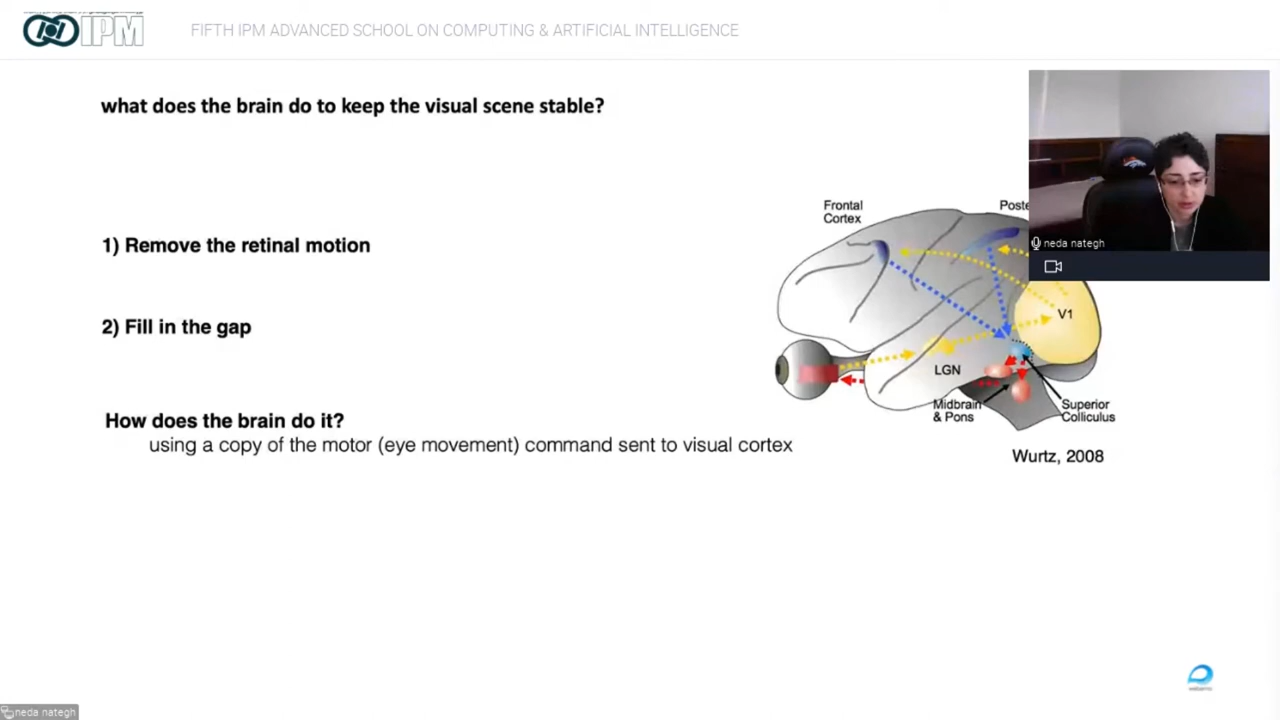 IPM
FIFTH IPM ADVANCED SCHOOL ON COMPUTING & ARTIFICIAL INTELLIGENCE
what does the brain do to keep the visual scene stable?
1) Remove the retinal motion
2) Fill in the gap
How does the brain do it?
using a copy of the motor (eye movement) command sent to visual cortex
Frontal
Cortex
Poste
V1
LGN
Midbrain
& Pons
Superior
Colliculus
Wurtz, 2008
neda nategh
neda nategh